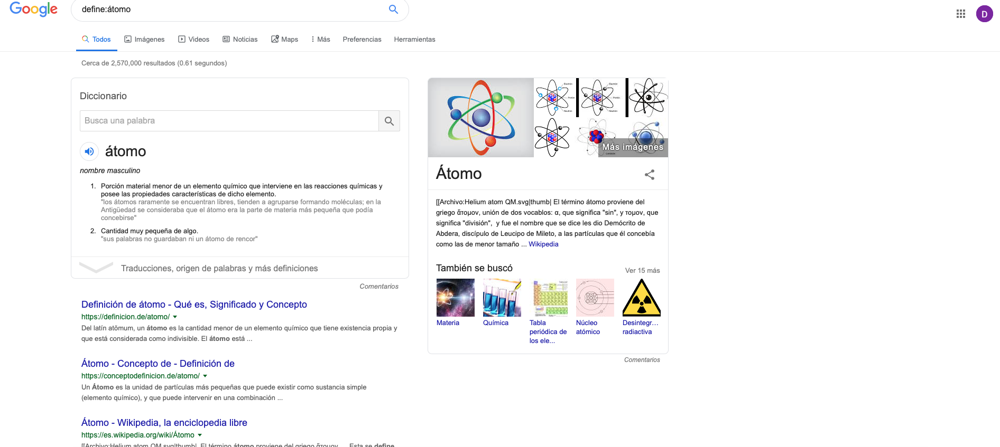 Google
define:átomo
D
Todos
Imágenes
Videos
Noticias
Maps
Más
Preferencias
Herramientas
Cerca de 2,570,000 resultados (0.61 segundos)
Diccionario
Busca una palabra
átomo
nombre masculino
1. Porción material menor de un elemento químico que interviene en las reacciones químicas y
posee las propiedades características de dicho elemento.
"los átomos raramente se encuentran libres, tienden a agruparse formando moléculas; en la
Antigüedad se consideraba que el átomo era la parte de materia más pequeña que podía
concebirse"
2. Cantidad muy pequeña de algo.
"sus palabras no guardaban ni un átomo de rencor"
Traducciones, origen de palabras y más definiciones
Comentarios
Definición de átomo - Qué es, Significado y Concepto
https://definicion.de/atomo/
Del latín atŏmum, un átomo es la cantidad menor de un elemento químico que tiene existencia propia y
que está considerada como indivisible. El átomo está ...
Átomo - Concepto de - Definición de
https://conceptodefinicion.de/atomo/
Un Átomo es la unidad de partículas más pequeñas que puede existir como sustancia simple
(elemento químico), y que puede intervenir en una combinación ...
Átomo - Wikipedia, la enciclopedia libre
https://es.wikipedia.org/wiki/Átomo
[[Archivo:Helium atom QM.svg|thumb|. El término átomo proviene del griego ἄτομον, ... Esta se define
Electrón
Protón
Neutrón
Electrón
Protón
Neutrón
Más imágenes
Átomo
[[Archivo:Helium atom QM.svg|thumb| El término átomo proviene del
griego ἄτομον, unión de dos vocablos: α, que significa "sin", y τομον, que
significa "división", y fue el nombre que se dice les dio Demócrito de
Abdera, discípulo de Leucipo de Mileto, a las partículas que él concebía
como las de menor tamaño ... Wikipedia
También se buscó
Ver 15 más
Materia
Química
Tabla
periódica de
los ele...
Núcleo
atómico
Desintegr...
radiactiva
Comentarios